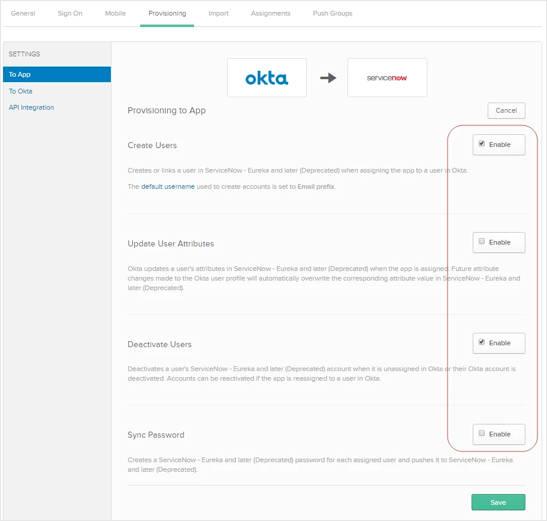 General Sign On Mobile Provisioning Import Assignments Push Groups
SETTINGS
To App
To Okta
API Integration
okta servicenow
Provisioning to App Cancel
Create Users Enable
Creates or links a user in ServiceNow - Eureka and later (Deprecated) when assigning the app to a user in Okta.
The default username used to create accounts is set to Email prefix.
Update User Attributes Enable
Okta updates a user's attributes in ServiceNow - Eureka and later (Deprecated) when the app is assigned. Future attribute
changes made to the Okta user profile will automatically overwrite the corresponding attribute value in ServiceNow - Eureka and
later (Deprecated).
Deactivate Users Enable
Deactivates a user's ServiceNow - Eureka and later (Deprecated) account when it is unassigned in Okta or their Okta account is
deactivated. Accounts can be reactivated if the app is reassigned to a user in Okta.
Sync Password Enable
Creates a ServiceNow - Eureka and later (Deprecated) password for each assigned user and pushes it to ServiceNow - Eureka
and later (Deprecated).
Save